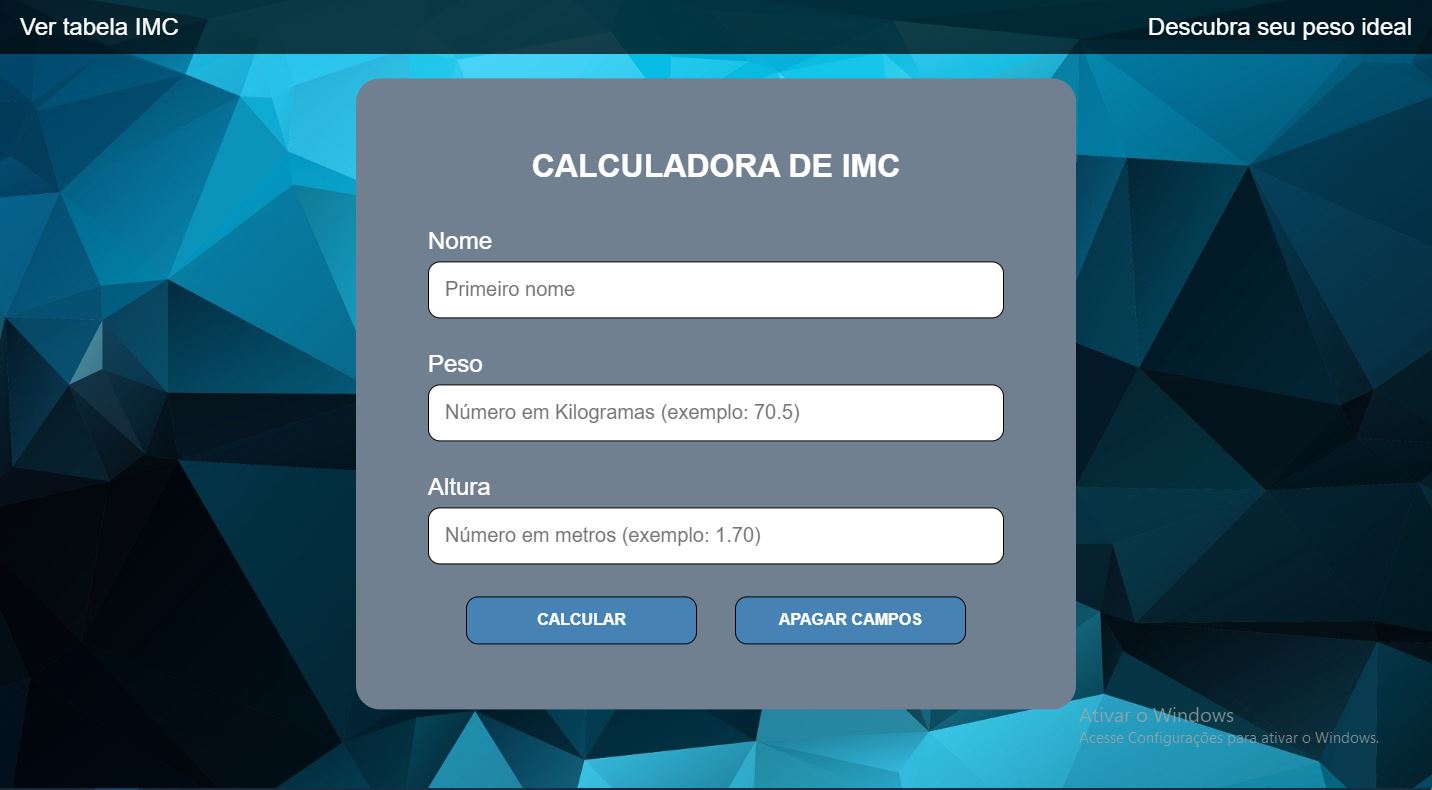 Ver tabela IMC
Descubra seu peso ideal
CALCULADORA DE IMC
Nome
Primeiro nome
Peso
Número em Kilogramas (exemplo: 70.5)
Altura
Número em metros (exemplo: 1.70)
CALCULAR
APAGAR CAMPOS
Ativar o Windows
Acesse Configurações para ativar o Windows.